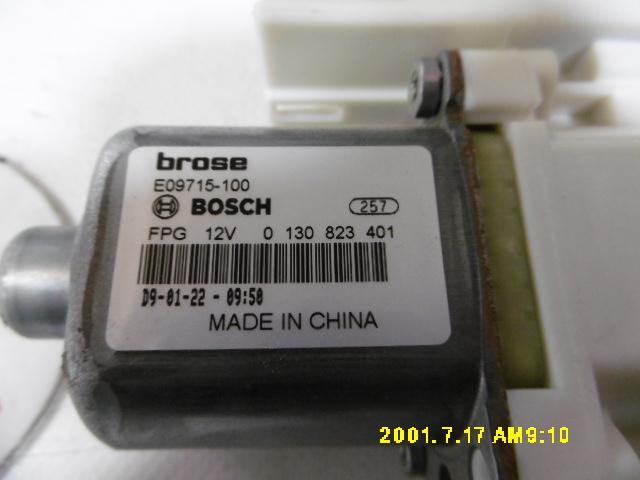 brose
E09715-100
BOSCH 257
FPG 12V 0 130 823 401
D9-01-22 - 09:50
MADE IN CHINA
2001.7.17 AM9:10